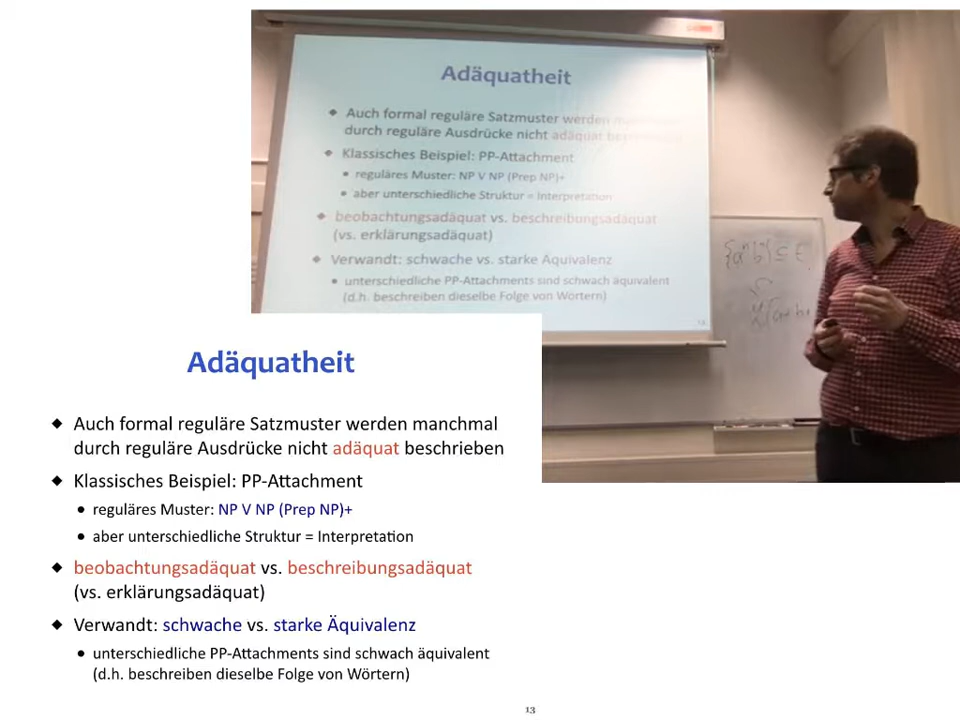 Adäquatheit
◆ Auch formal reguläre Satzmuster werden
durch reguläre Ausdrücke nicht adäquat
◆ Klassisches Beispiel: PP-Attachment
• reguläres Muster: NP V NP (Prep NP)+
• aber unterschiedliche Struktur = Interpretation
◆ beobachtungsadäquat vs. beschreibungsadäquat
(vs. erklärungsadäquat)
◆ Verwandt: schwache vs. starke Äquivalenz
• unterschiedliche PP-Attachments sind schwach äquivalent
(d.h. beschreiben dieselbe Folge von Wörtern)
13
Adäquatheit
◆ Auch formal reguläre Satzmuster werden manchmal
durch reguläre Ausdrücke nicht adäquat beschrieben
◆ Klassisches Beispiel: PP-Attachment
• reguläres Muster: NP V NP (Prep NP)+
• aber unterschiedliche Struktur = Interpretation
◆ beobachtungsadäquat vs. beschreibungsadäquat
(vs. erklärungsadäquat)
◆ Verwandt: schwache vs. starke Äquivalenz
• unterschiedliche PP-Attachments sind schwach äquivalent
(d.h. beschreiben dieselbe Folge von Wörtern)
13